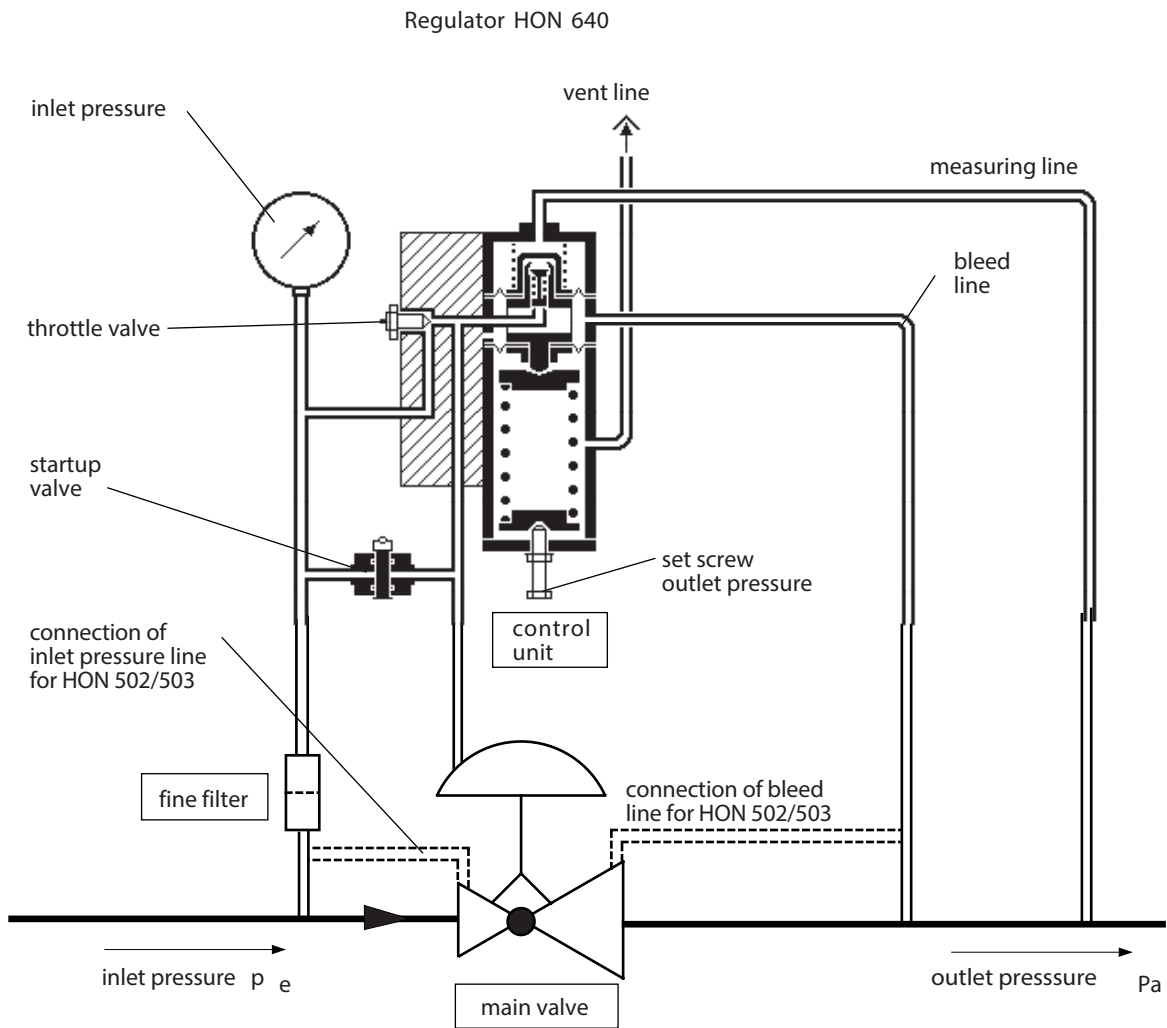 Regulator HON 640
vent line
inlet pressure
measuring line
bleed
line
throttle valve
startup
valve
set screw
outlet pressure
control
unit
connection of
inlet pressure line
for HON 502/503
fine filter
connection of bleed
line for HON 502/503
inlet pressure p e
main valve
outlet presssure Pa